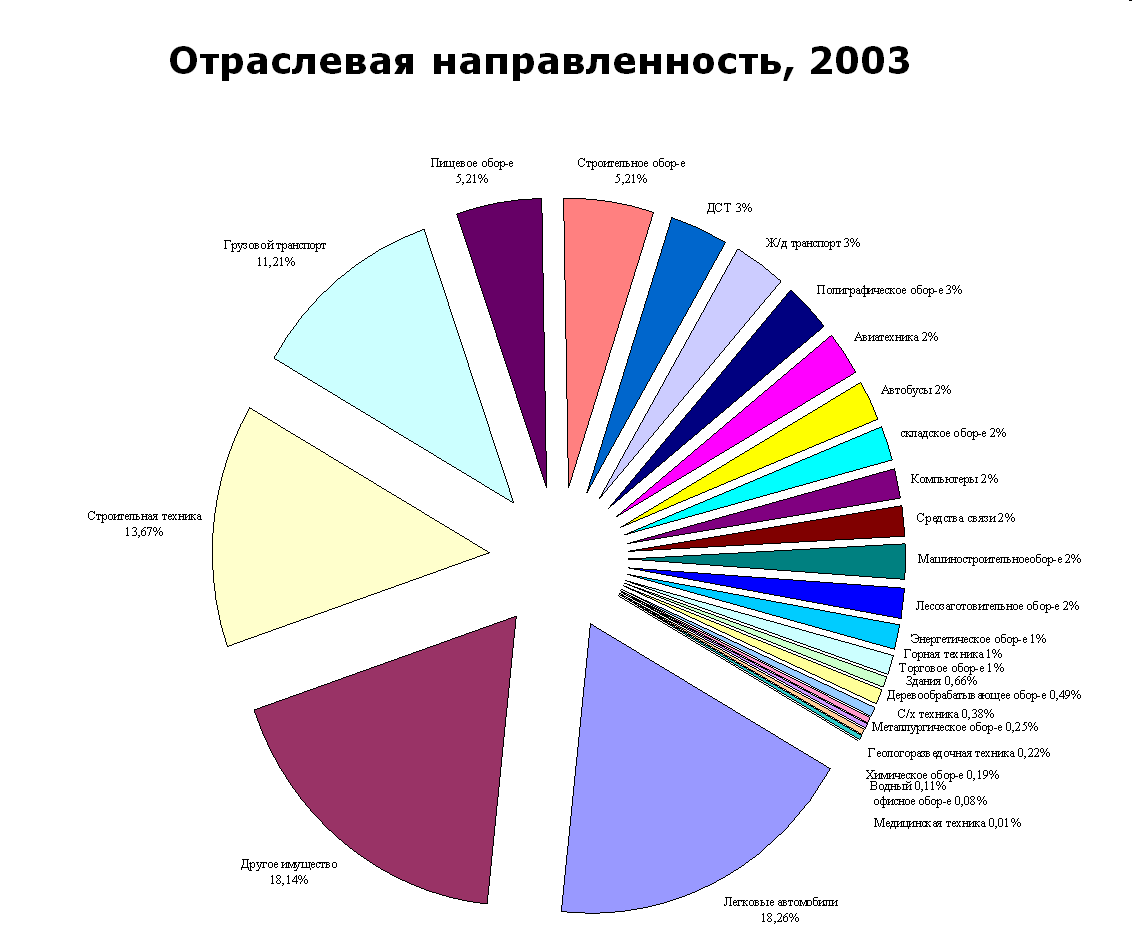 Отраслевая направленность, 2003
Пищевое обор-е
5,21%
Строительное обор-е
5,21%
ДСТ 3%
Ж/д транспорт 3%
Грузовой транспорт
11,21%
Полиграфическое обор-е 3%
Авиатехника 2%
Автобусы 2%
складское обор-е 2%
Компьютеры 2%
Строительная техника
13,67%
Средства связи 2%
Машиностроительноеобор-е 2%
Лесозаготовительное обор-е 2%
Энергетическое обор-е 1%
Горная техника 1%
Торговое обор-е 1%
Здания 0,66%
Деревообрабатывающее обор-е 0,49%
С/х техника 0,38%
Металлургическое обор-е 0,25%
Геологоразведочная техника 0,22%
Химическое обор-е 0,19%
Водный 0,11%
офисное обор-е 0,08%
Медицинская техника 0,01%
Другое имущество
18,14%
Легковые автомобили
18,26%